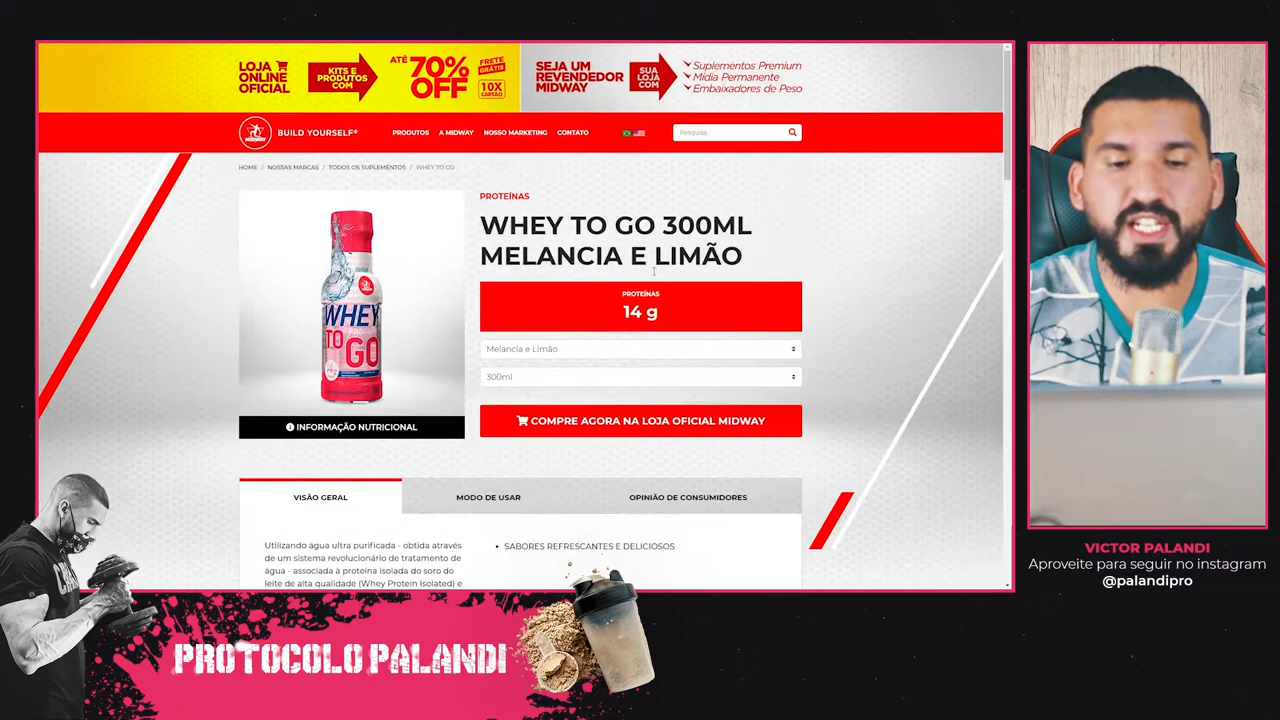 LOJA
ONLINE
OFICIAL
KITS E
PRODUTOS
COM
ATÉ
70%
OFF
FRETE
GRÁTIS
10X
CARTÃO
SEJA UM
REVENDEDOR
MIDWAY
SUA
LOJA
COM
Suplementos Premium
Mídia Permanente
Embaixadores de Peso
MIDWAY
BUILD YOURSELF®
PRODUTOS
A MIDWAY
NOSSO MARKETING
CONTATO
Pesquisa..
HOME / NOSSAS MARCAS / TODOS OS SUPLEMENTOS / WHEY TO GO
PROTEÍNAS
WHEY TO GO 300ML
MELANCIA E LIMÃO
PROTEÍNAS
14 g
Melancia e Limão
300ml
COMPRE AGORA NA LOJA OFICIAL MIDWAY
WHEY
TO
GO
INFORMAÇÃO NUTRICIONAL
VISÃO GERAL
MODO DE USAR
OPINIÃO DE CONSUMIDORES
Utilizando água ultra purificada - obtida através
de um sistema revolucionário de tratamento de
água - associada à proteína isolada do soro do
leite de alta qualidade (Whey Protein Isolated) e
• SABORES REFRESCANTES E DELICIOSOS
VICTOR PALANDI
Aproveite para seguir no instagram
@palandipro
PROTOCOLO PALANDI